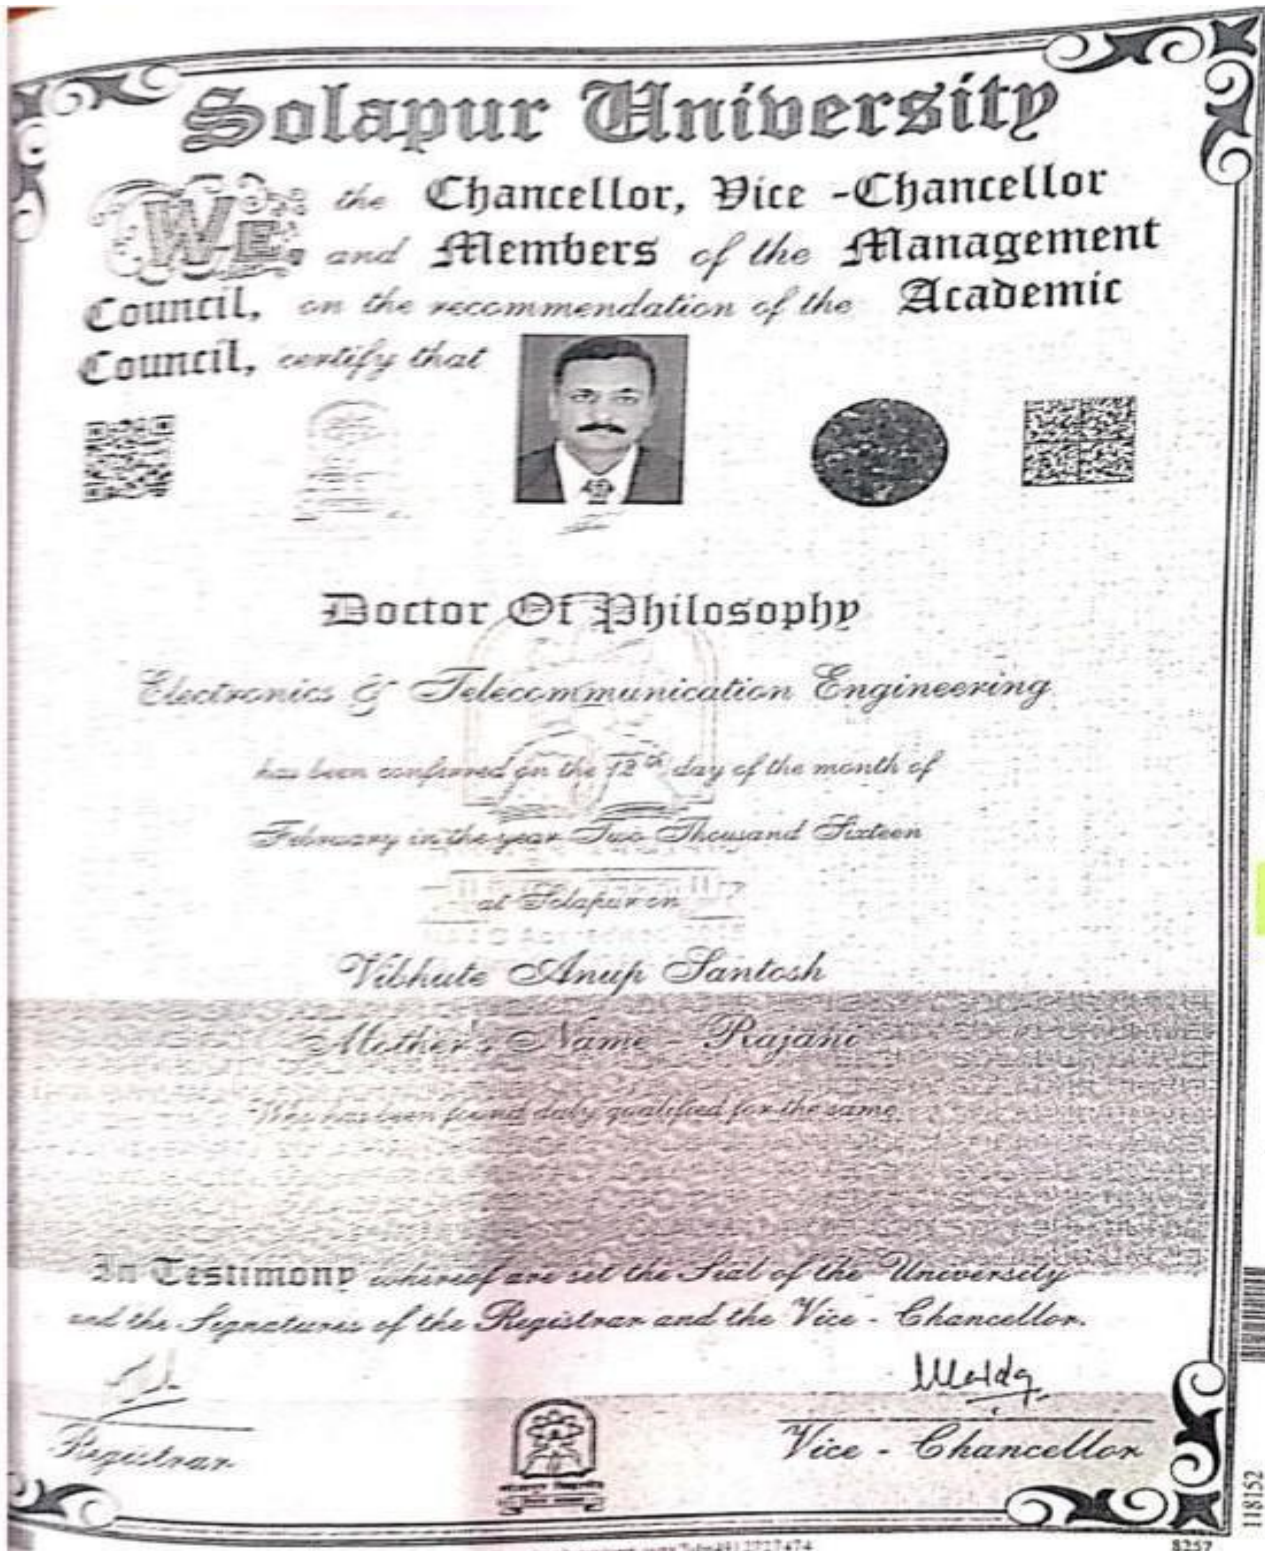 Solapur University
WE the Chancellor, Vice -Chancellor
and Members of the Management
Council, on the recommendation of the Academic
Council, certify that
Doctor Of Philosophy
Electronics & Telecommunication Engineering
has been conferred on the 12th day of the month of
February in the year Two Thousand Sixteen
at Solapur on
Vibhute Anup Santosh
Mother's Name - Rajani
Who has been found duly qualified for the same.
In Testimony whereof are set the Seal of the University
and the Signatures of the Registrar and the Vice - Chancellor.
Registrar
Vice - Chancellor
118152
8257